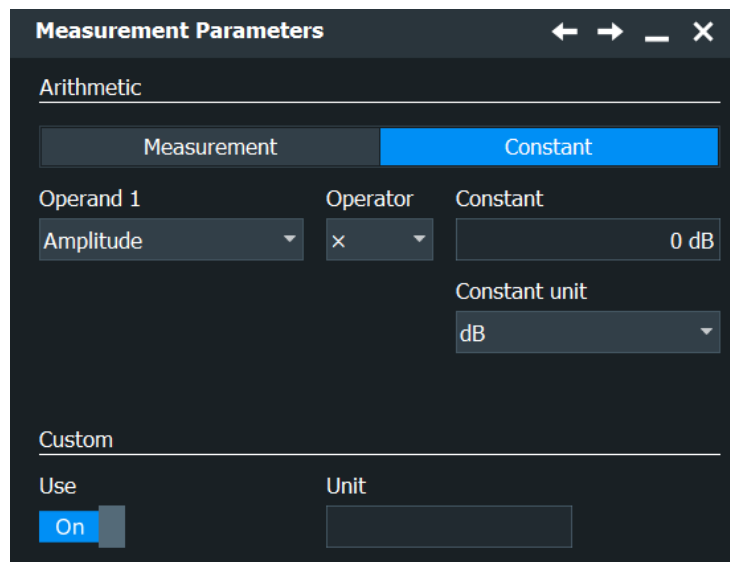 Measurement Parameters
Arithmetic
Measurement Constant
Operand 1 Operator Constant
Amplitude × 0 dB
Constant unit
dB
Custom
Use Unit
On